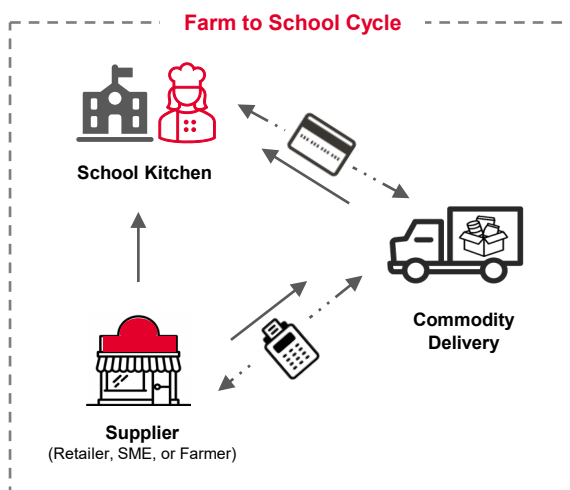 Farm to School Cycle
School Kitchen
Commodity
Delivery
Supplier
(Retailer, SME, or Farmer)